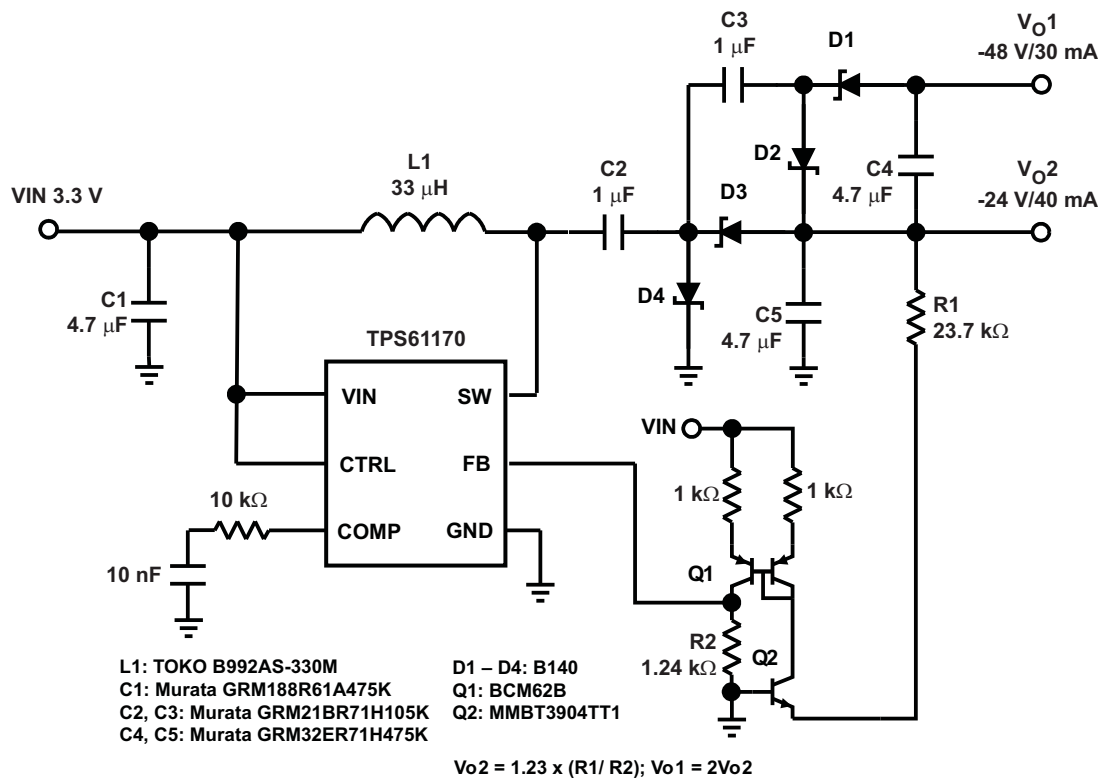 C3
1 μF
D1
VO1
-48 V/30 mA
L1
33 μH
C2
1 μF
D2
C4
4.7 μF
VO2
-24 V/40 mA
VIN 3.3 V
D3
C1
4.7 μF
D4
C5
4.7 μF
R1
23.7 kΩ
TPS61170
VIN
SW
CTRL
FB
COMP
GND
10 kΩ
10 nF
VIN
1 kΩ
1 kΩ
Q1
R2
1.24 kΩ
Q2
L1: TOKO B992AS-330M
C1: Murata GRM188R61A475K
C2, C3: Murata GRM21BR71H105K
C4, C5: Murata GRM32ER71H475K
D1 – D4: B140
Q1: BCM62B
Q2: MMBT3904TT1
Vo2 = 1.23 x (R1/ R2); Vo1 = 2Vo2